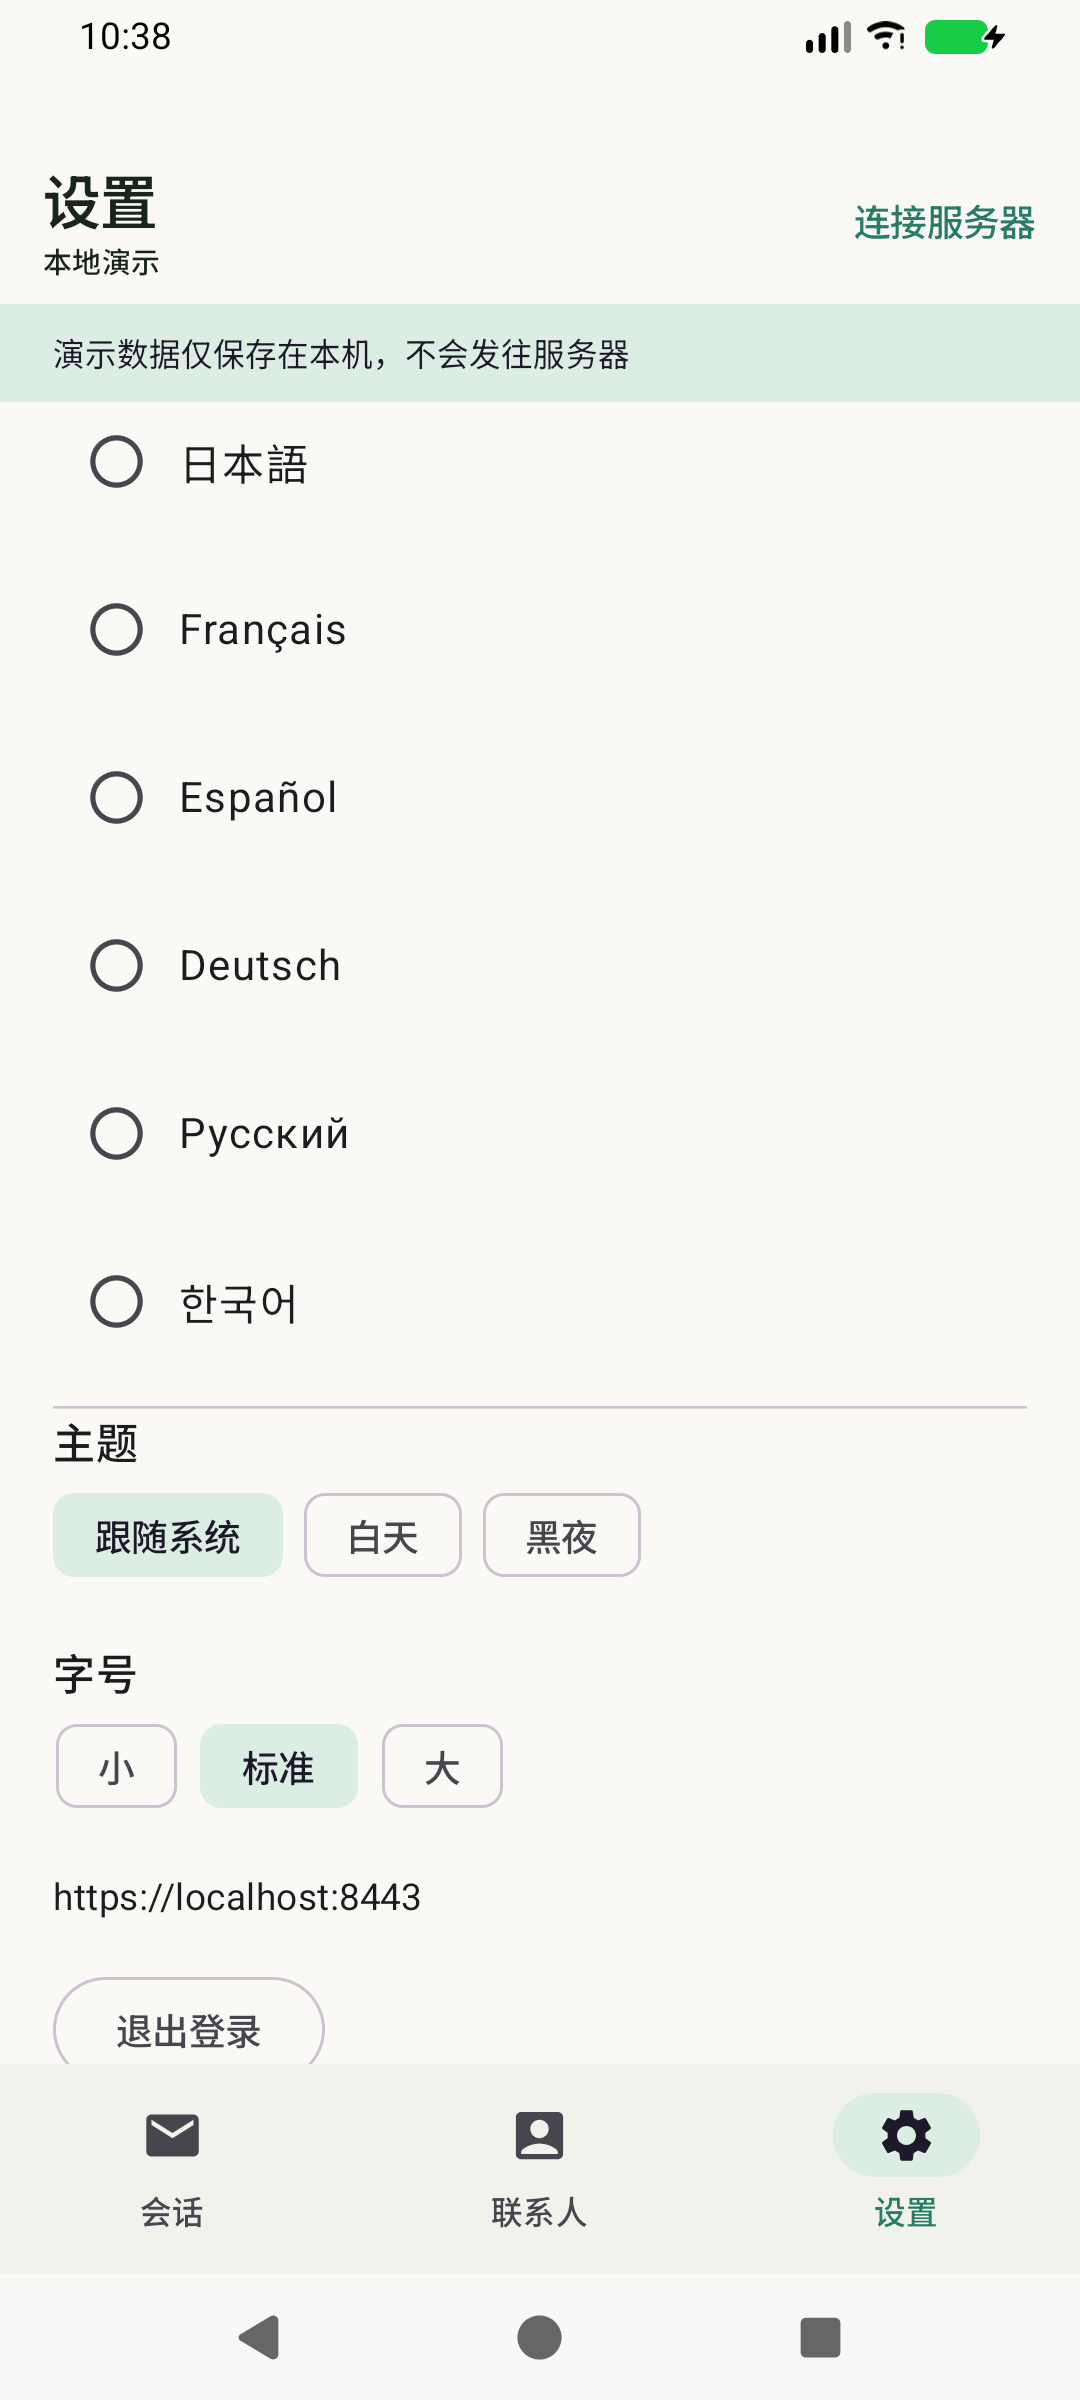 10:38
设置
连接服务器
本地演示
演示数据仅保存在本机，不会发往服务器
日本語
Français
Español
Deutsch
Русский
한국어
主题
跟随系统 白天 黑夜
字号
小 标准 大
https://localhost:8443
退出登录
会话 联系人 设置